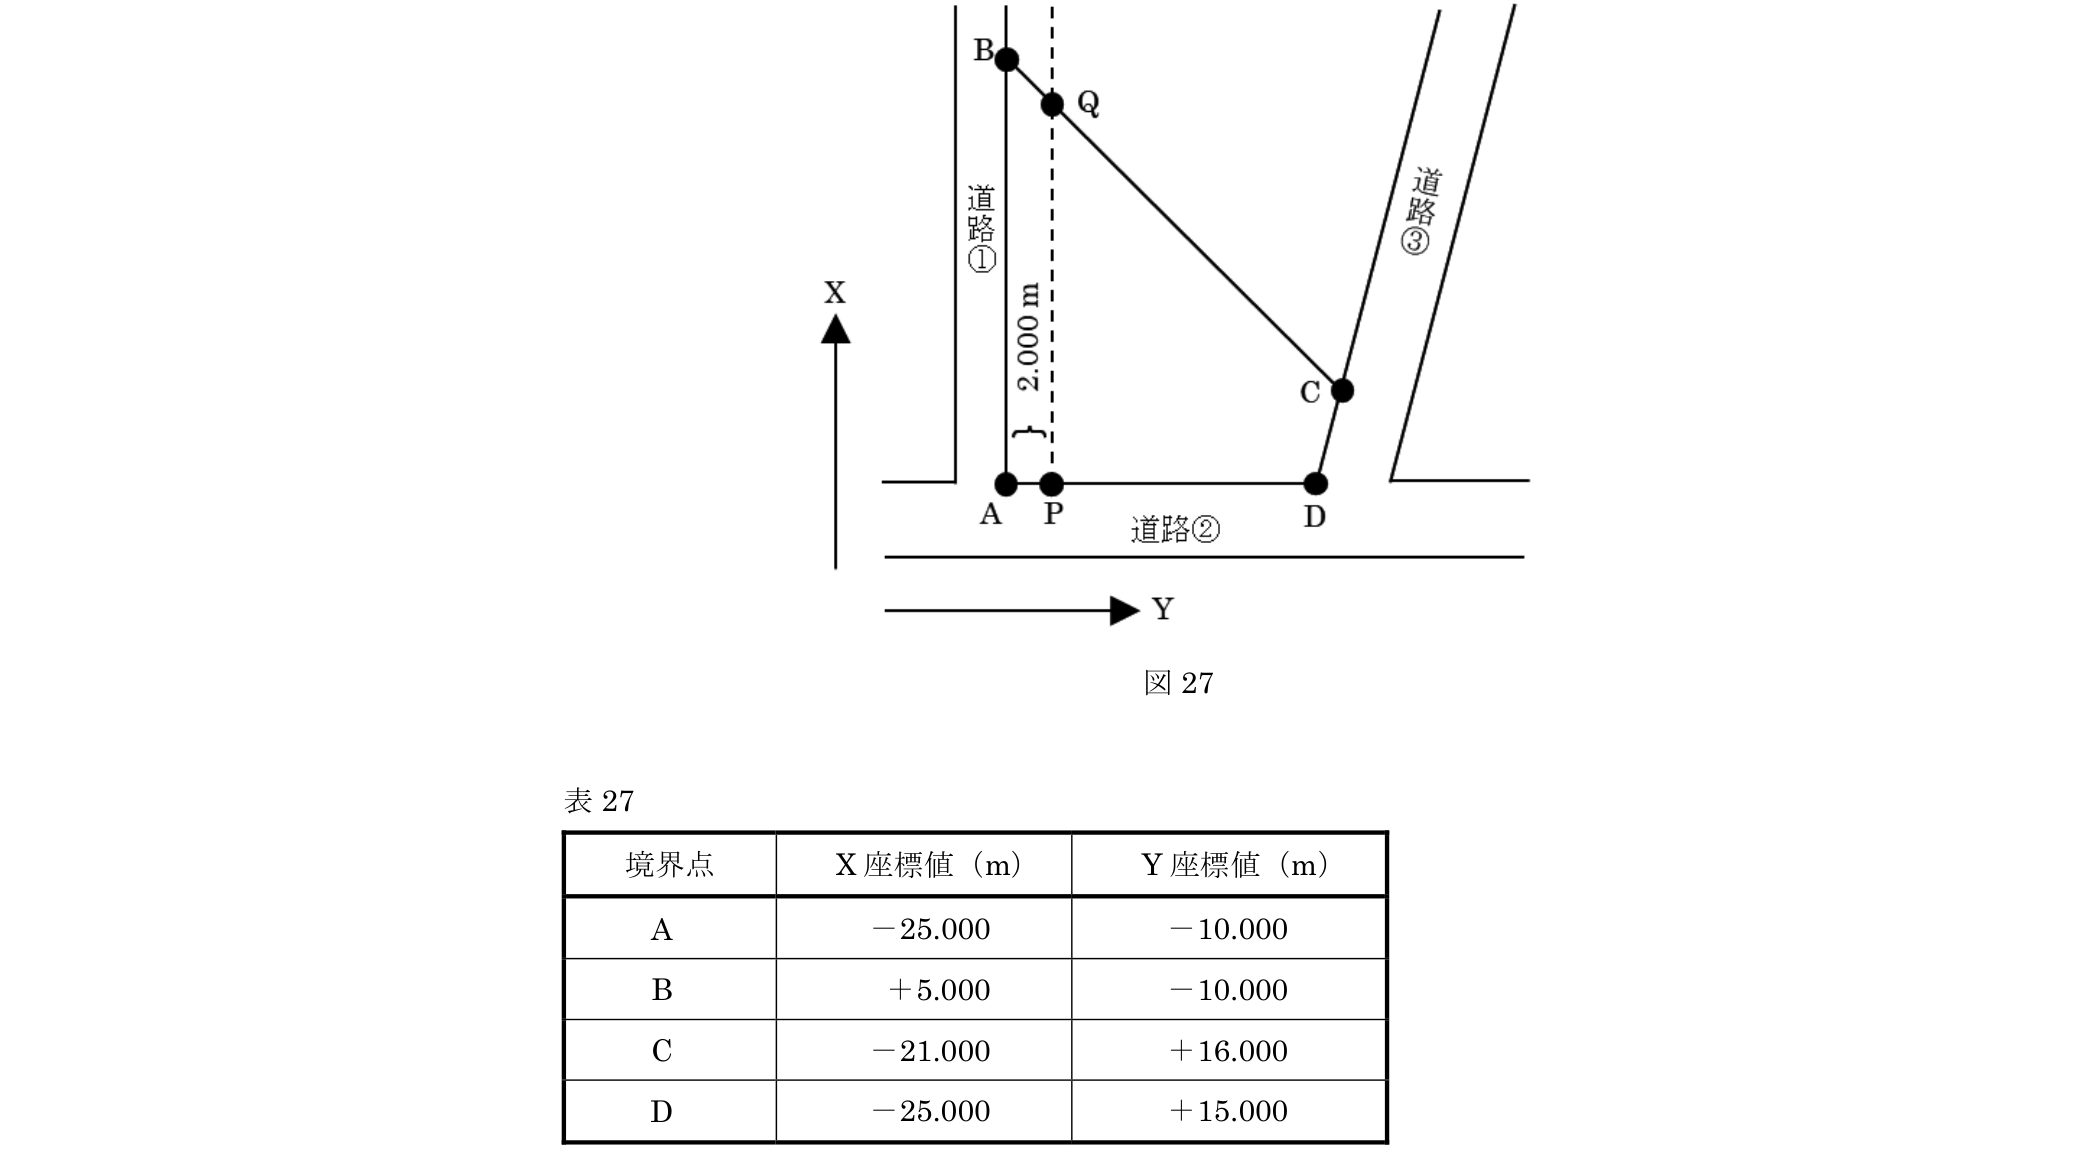 B
Q
道路①
道路③
X
2.000 m
C
A
P
D
道路②
Y
図 27
表 27
境界点 X 座標値（m） Y 座標値（m）
A －25.000 －10.000
B ＋5.000 －10.000
C －21.000 ＋16.000
D －25.000 ＋15.000